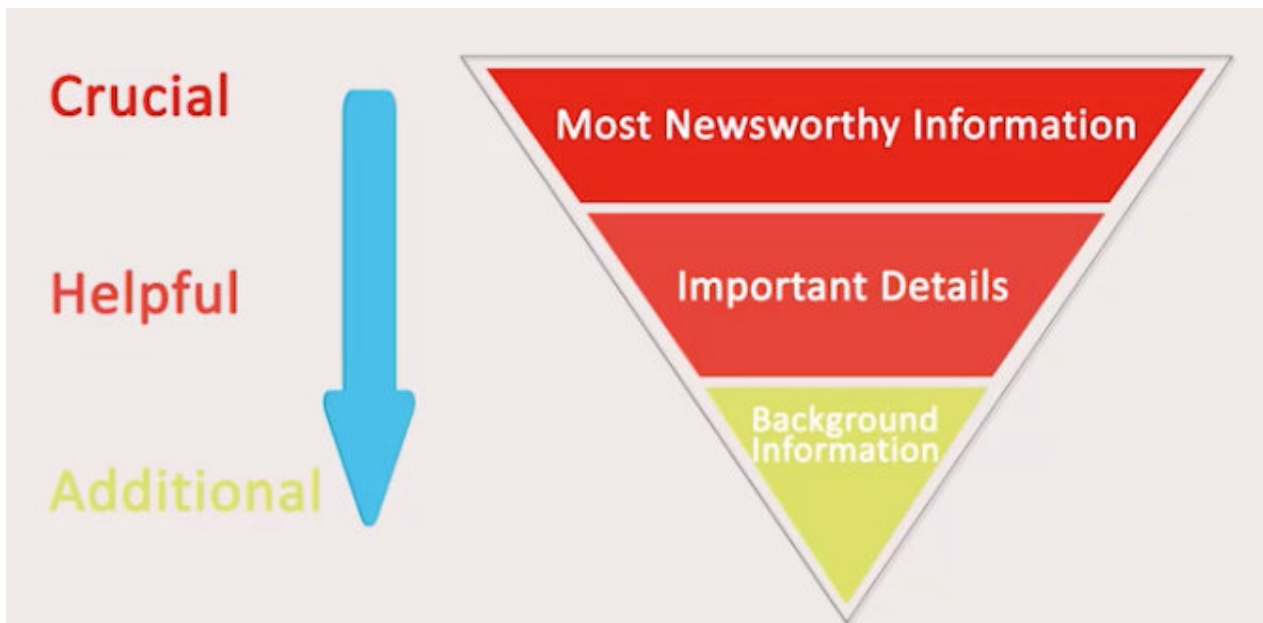 Crucial
Most Newsworthy Information
Helpful
Important Details
Additional
Background
Information